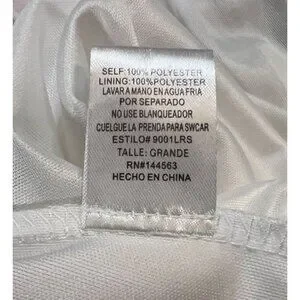 SELF:100% POLYESTER
LINING:100%POLYESTER
LAVAR A MANO EN AGUA FRIA
POR SEPARADO
NO USE BLANQUEADOR
CUELGUE LA PRENDA PARA SWCAR
ESTILO# 9001LRS
TALLE: GRANDE
RN#144563
HECHO EN CHINA